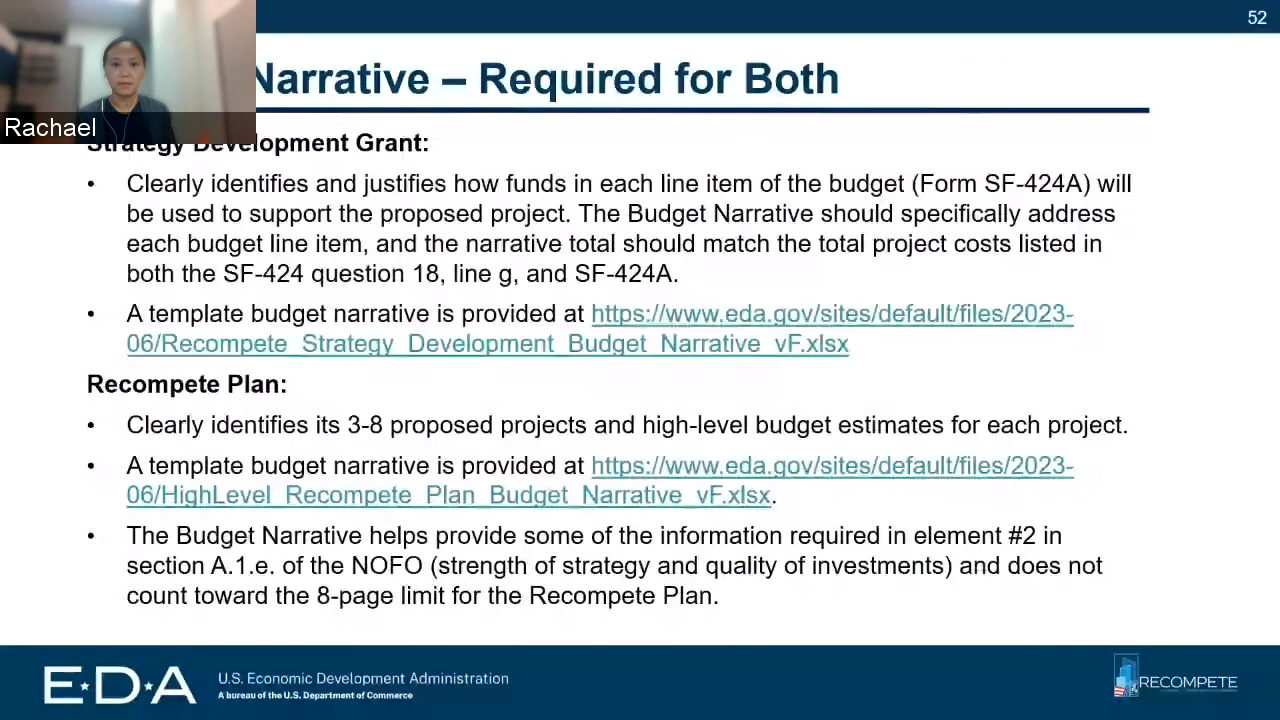 52
Narrative – Required for Both
Rachael
Strategy Development Grant:
• Clearly identifies and justifies how funds in each line item of the budget (Form SF-424A) will
be used to support the proposed project. The Budget Narrative should specifically address
each budget line item, and the narrative total should match the total project costs listed in
both the SF-424 question 18, line g, and SF-424A.
• A template budget narrative is provided at https://www.eda.gov/sites/default/files/2023-
06/Recompete_Strategy_Development_Budget_Narrative_vF.xlsx
Recompete Plan:
• Clearly identifies its 3-8 proposed projects and high-level budget estimates for each project.
• A template budget narrative is provided at https://www.eda.gov/sites/default/files/2023-
06/HighLevel_Recompete_Plan_Budget_Narrative_vF.xlsx.
• The Budget Narrative helps provide some of the information required in element #2 in
section A.1.e. of the NOFO (strength of strategy and quality of investments) and does not
count toward the 8-page limit for the Recompete Plan.
EDA
U.S. Economic Development Administration
A bureau of the U.S. Department of Commerce
RECOMPETE